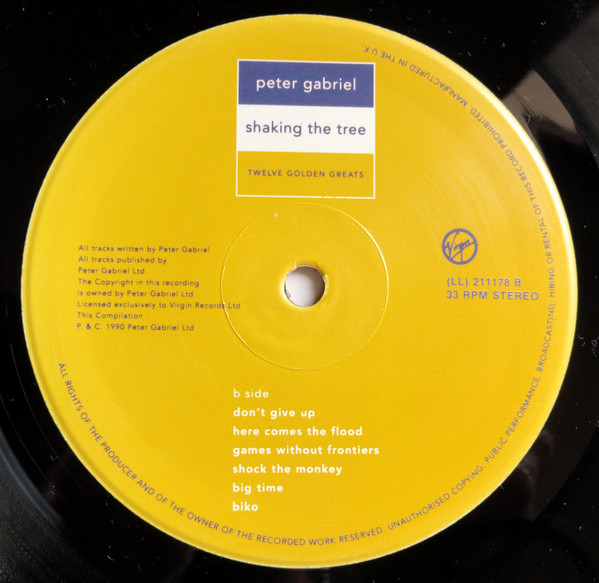 peter gabriel
shaking the tree
TWELVE GOLDEN GREATS
All tracks written by Peter Gabriel
All tracks published by
Peter Gabriel Ltd
The Copyright in this recording
is owned by Peter Gabriel Ltd
Licensed exclusively to Virgin Records Ltd
This Compilation
P. & C. 1990 Peter Gabriel Ltd
Virgin
(LL) 211178 B
33 RPM STEREO
b side
don't give up
here comes the flood
games without frontiers
shock the monkey
big time
biko
ALL RIGHTS OF THE PRODUCER AND OF THE OWNER OF THE RECORDED WORK RESERVED. UNAUTHORISED COPYING, PUBLIC PERFORMANCE, BROADCASTING, HIRING OR RENTAL OF THIS RECORD PROHIBITED. MANUFACTURED IN THE U.K.